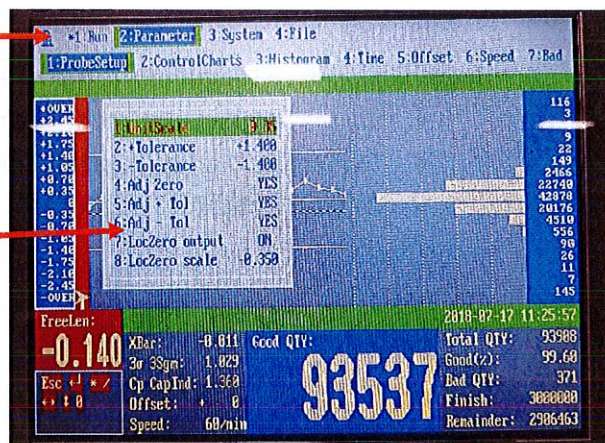 *1:Run 2:Parameter 3:System 4:File
1:ProbeSetup 2:ControlCharts 3:Histogram 4:Time 5:Offset 6:Speed 7:Bad
+OVER
+2.45
+1.75
+1.40
+1.05
+0.70
+0.35
0
-0.35
-0.70
-1.05
-1.40
-1.75
-2.10
-2.45
-OVER
1:UnitScale 0.35
2:+Tolerance +1.400
3:-Tolerance -1.400
4:Adj Zero YES
5:Adj + Tol YES
6:Adj - Tol YES
7:LocZero output ON
8:LocZero scale -0.350
116
3
9
22
149
2466
22740
42878
20176
4510
556
90
26
11
7
145
2018-07-17 11:25:57
FreeLen:
-0.140
Esc ↵ * /
↔ ↕ 0
XBar: -0.011
3σ 3Sgm: 1.029
Cp CapInd: 1.360
Offset: + 0
Speed: 60/min
Good QTY:
93537
Total QTY: 93908
Good(%): 99.60
Bad QTY: 371
Finish: 3000000
Remainder: 2906463